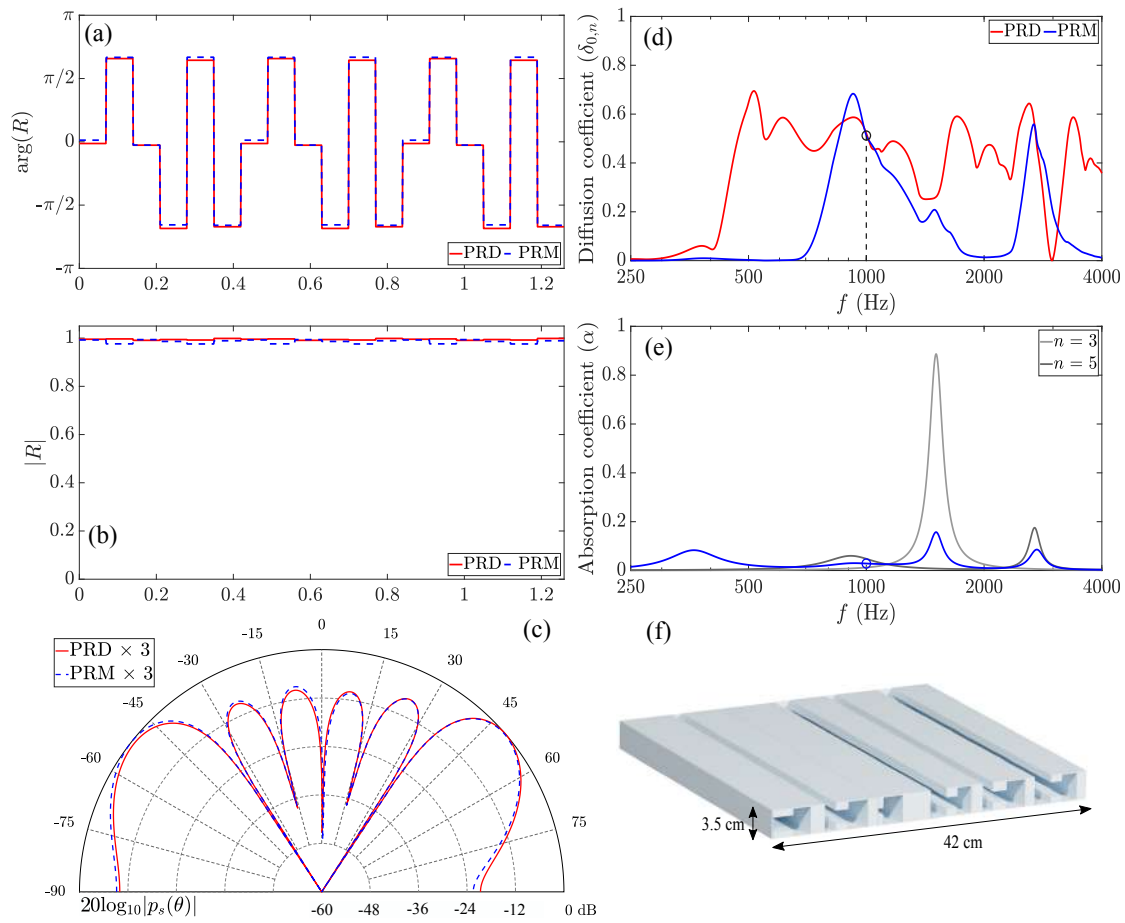 (a)
π
π/2
0
-π/2
-π
arg(R)
PRD PRM
0 0.2 0.4 0.6 0.8 1 1.2
(b)
1
0.8
0.6
0.4
0.2
0
|R|
PRD PRM
0 0.2 0.4 0.6 0.8 1 1.2
(c)
PRD × 3
PRM × 3
-90 -75 -60 -45 -30 -15 0 15 30 45 60 75
20log₁₀|pₛ(θ)|
-60 -48 -36 -24 -12 0 dB
(d)
1
0.8
0.6
0.4
0.2
0
Diffusion coefficient (δ₀,ₙ)
PRD PRM
250 500 1000 2000 4000
f (Hz)
(e)
1
0.8
0.6
0.4
0.2
0
Absorption coefficient (α)
n = 3
n = 5
250 500 1000 2000 4000
f (Hz)
(f)
3.5 cm
42 cm